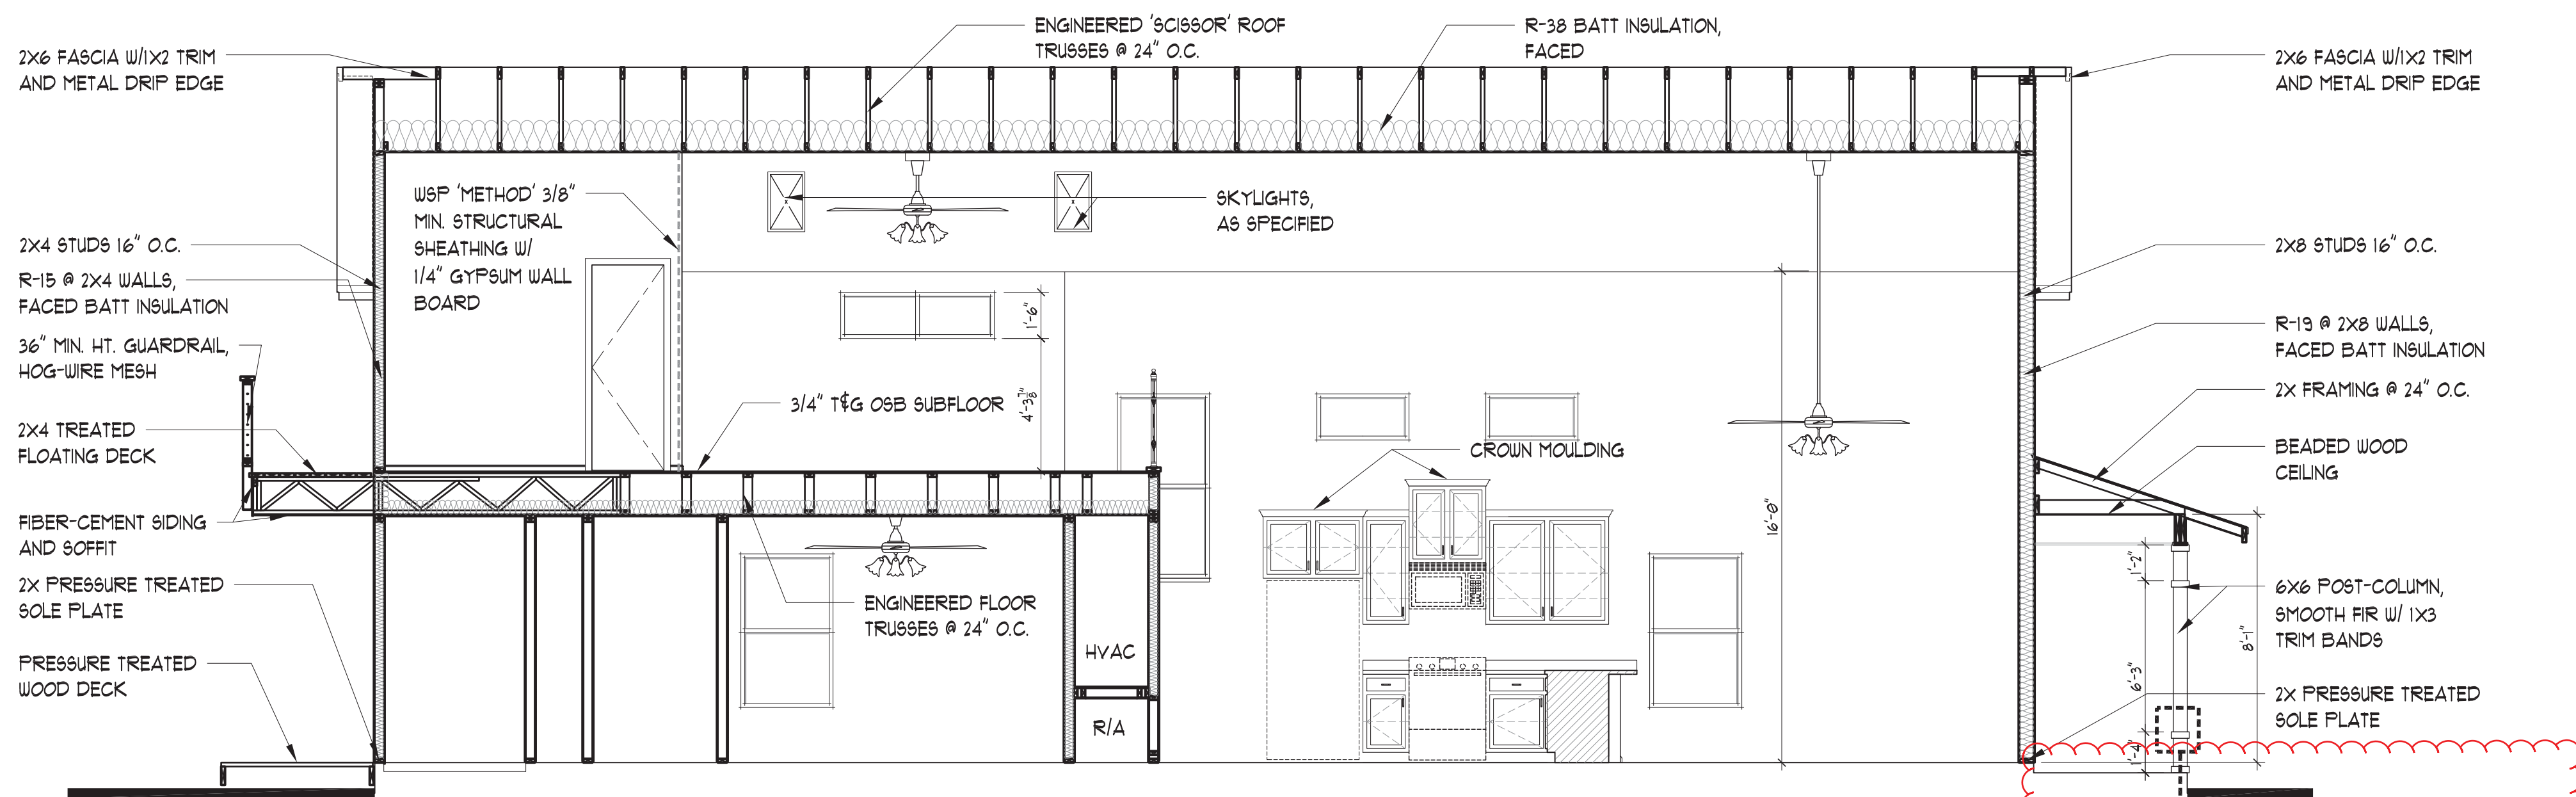 ENGINEERED 'SCISSOR' ROOF
TRUSSES @ 24" O.C.
R-38 BATT INSULATION,
FACED
2X6 FASCIA W/1X2 TRIM
AND METAL DRIP EDGE
2X6 FASCIA W/1X2 TRIM
AND METAL DRIP EDGE
WSP 'METHOD' 3/8"
MIN. STRUCTURAL
SHEATHING W/
1/4" GYPSUM WALL
BOARD
SKYLIGHTS,
AS SPECIFIED
2X4 STUDS 16" O.C.
R-15 @ 2X4 WALLS,
FACED BATT INSULATION
36" MIN. HT. GUARDRAIL,
HOG-WIRE MESH
2X4 TREATED
FLOATING DECK
FIBER-CEMENT SIDING
AND SOFFIT
2X PRESSURE TREATED
SOLE PLATE
PRESSURE TREATED
WOOD DECK
1'-6"
4'-3 7/8"
3/4" T&G OSB SUBFLOOR
CROWN MOULDING
16'-0"
ENGINEERED FLOOR
TRUSSES @ 24" O.C.
HVAC
R/A
2X8 STUDS 16" O.C.
R-19 @ 2X8 WALLS,
FACED BATT INSULATION
2X FRAMING @ 24" O.C.
BEADED WOOD
CEILING
1'-2"
6'-3"
1'-4"
8'-1"
6X6 POST-COLUMN,
SMOOTH FIR W/ 1X3
TRIM BANDS
2X PRESSURE TREATED
SOLE PLATE